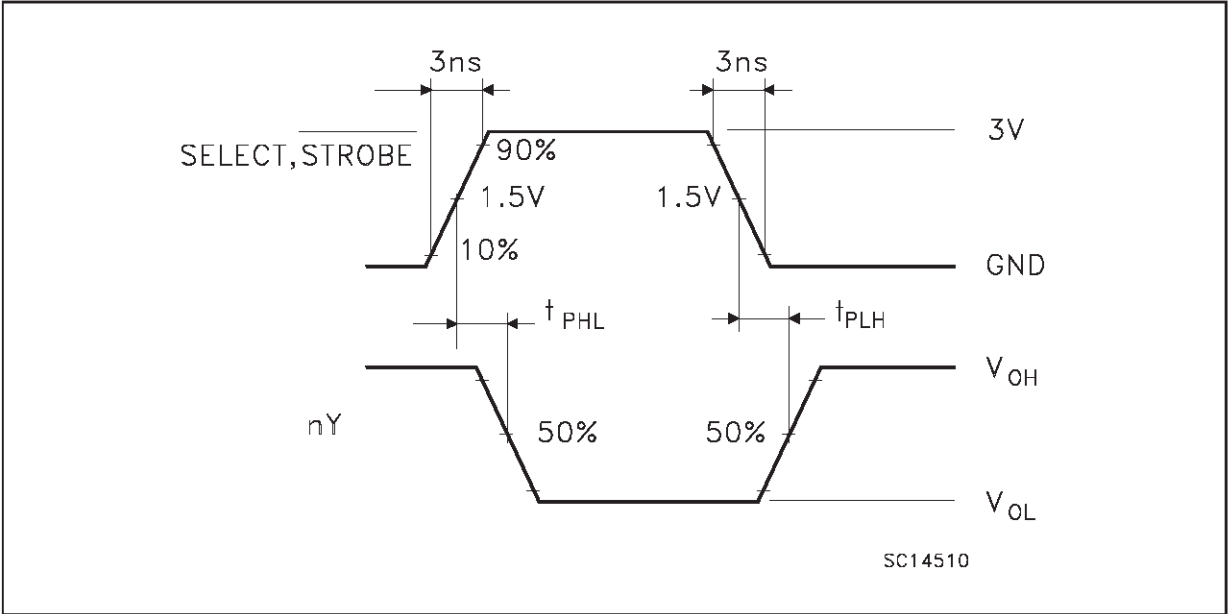 3ns 3ns
SELECT,STROBE 3V
90%
1.5V 1.5V
10% GND
tPHL tPLH
VOH
nY 50% 50%
VOL
SC14510